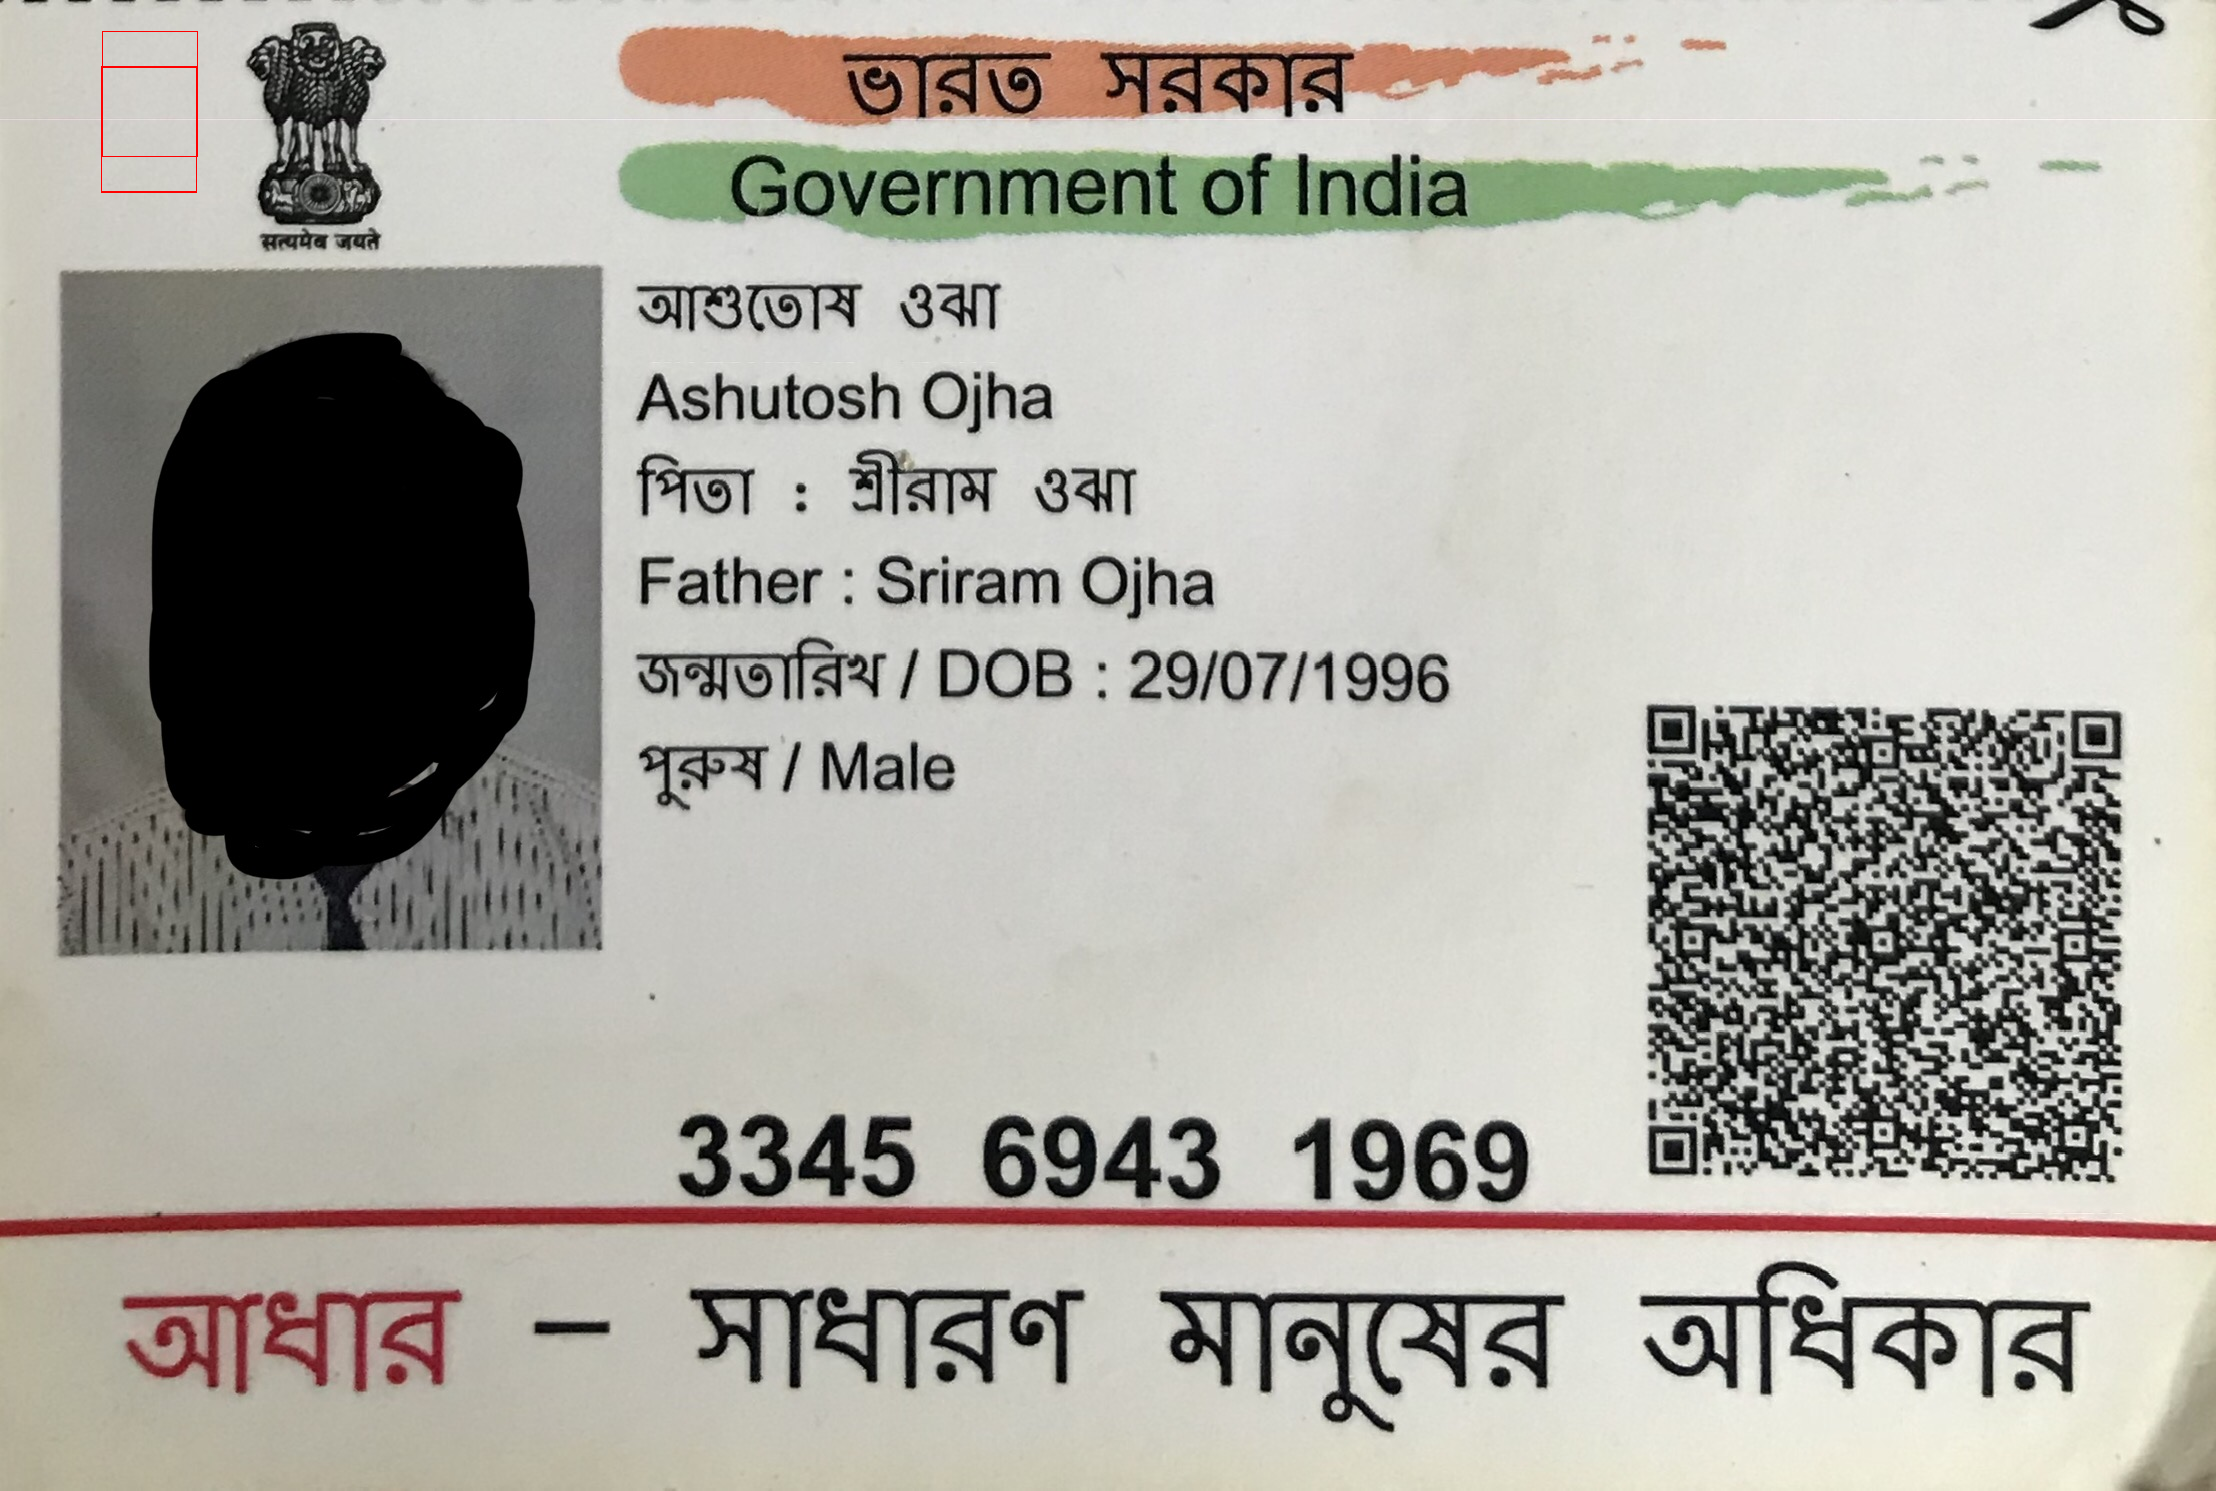 सत्यमेव जयते
ভারত সরকার
Government of India
আশুতোষ ওঝা
Ashutosh Ojha
পিতা : শ্রীরাম ওঝা
Father : Sriram Ojha
জন্মতারিখ / DOB : 29/07/1996
পুরুষ / Male
3345 6943 1969
আধার – সাধারণ মানুষের অধিকার